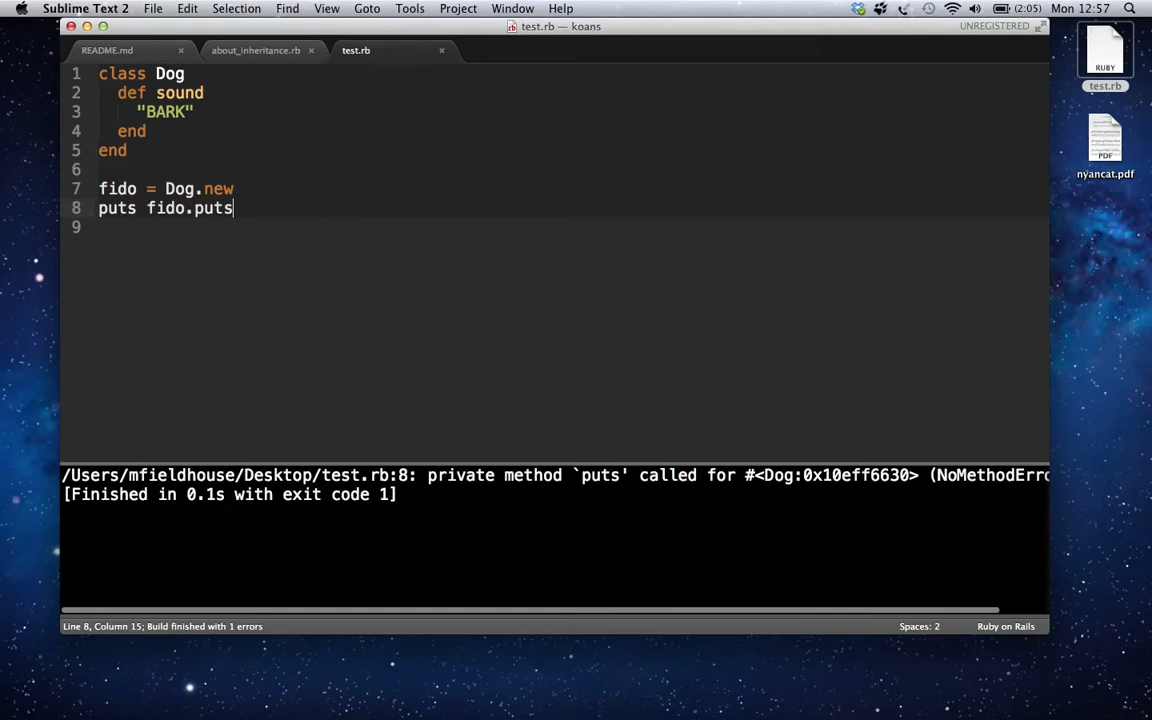 Sublime Text 2 File Edit Selection Find View Goto Tools Project Window Help (2:05) Mon 12:57
test.rb — koans UNREGISTERED
README.md × about_inheritance.rb × test.rb ×
1 class Dog
2 def sound
3 "BARK"
4 end
5 end
6
7 fido = Dog.new
8 puts fido.puts
9
/Users/mfieldhouse/Desktop/test.rb:8: private method `puts' called for #<Dog:0x10eff6630> (NoMethodErro
[Finished in 0.1s with exit code 1]
Line 8, Column 15; Build finished with 1 errors Spaces: 2 Ruby on Rails
RUBY
test.rb
PDF
nyancat.pdf